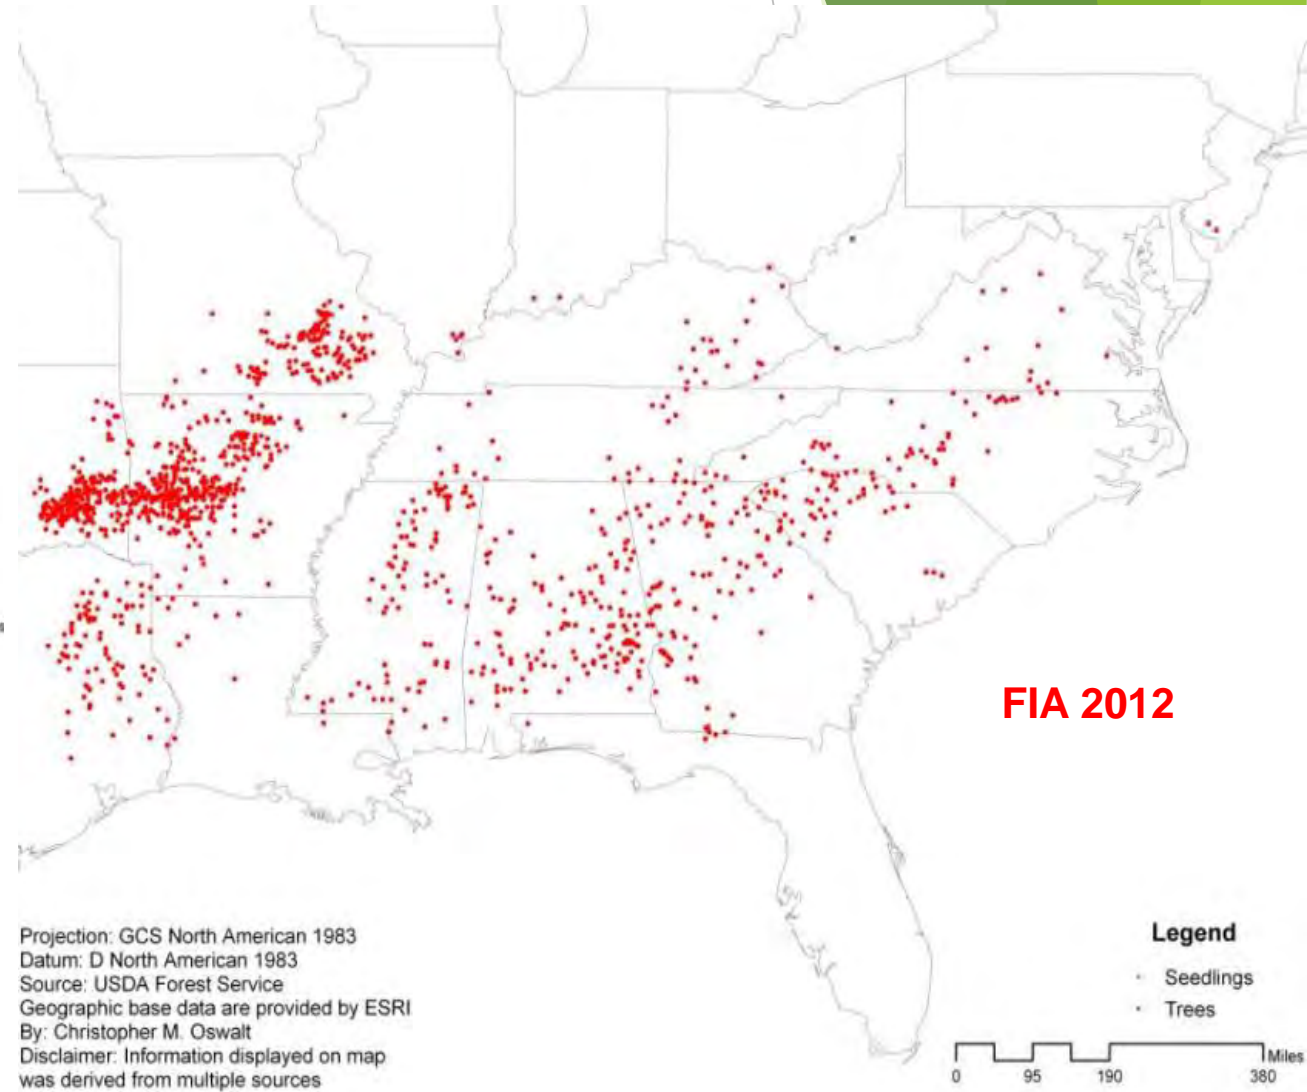 FIA 2012
Projection: GCS North American 1983
Datum: D North American 1983
Source: USDA Forest Service
Geographic base data are provided by ESRI
By: Christopher M. Oswalt
Disclaimer: Information displayed on map
was derived from multiple sources
Legend
Seedlings
Trees
Miles
0 95 190 380